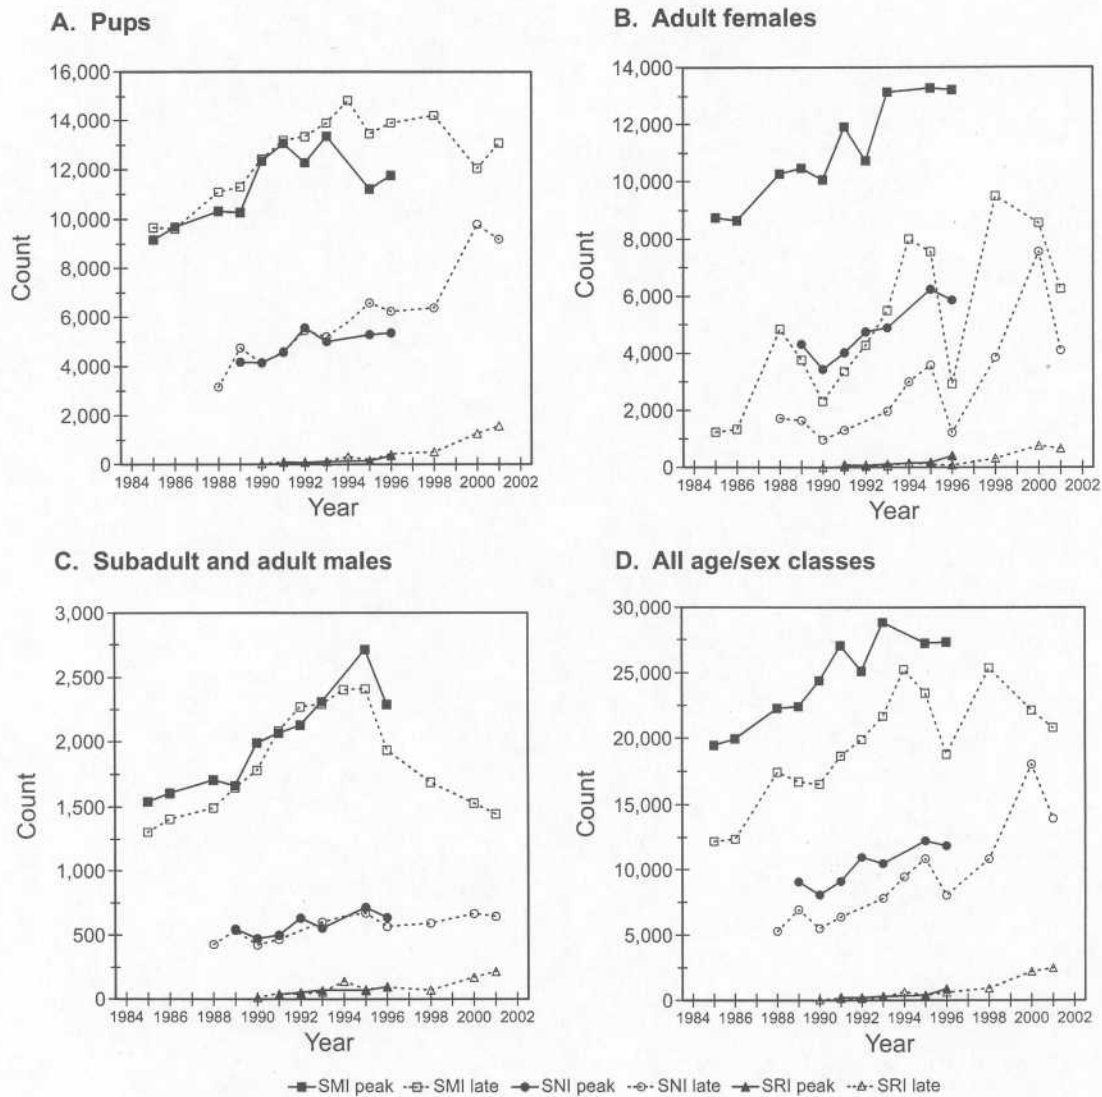 A. Pups
16,000
14,000
12,000
10,000
8,000
6,000
4,000
2,000
0
Count
1984 1986 1988 1990 1992 1994 1996 1998 2000 2002
Year
B. Adult females
14,000
12,000
10,000
8,000
6,000
4,000
2,000
0
Count
1984 1986 1988 1990 1992 1994 1996 1998 2000 2002
Year
C. Subadult and adult males
3,000
2,500
2,000
1,500
1,000
500
0
Count
1984 1986 1988 1990 1992 1994 1996 1998 2000 2002
Year
D. All age/sex classes
30,000
25,000
20,000
15,000
10,000
5,000
0
Count
1984 1986 1988 1990 1992 1994 1996 1998 2000 2002
Year
SMI peak SMI late SNI peak SNI late SRI peak SRI late